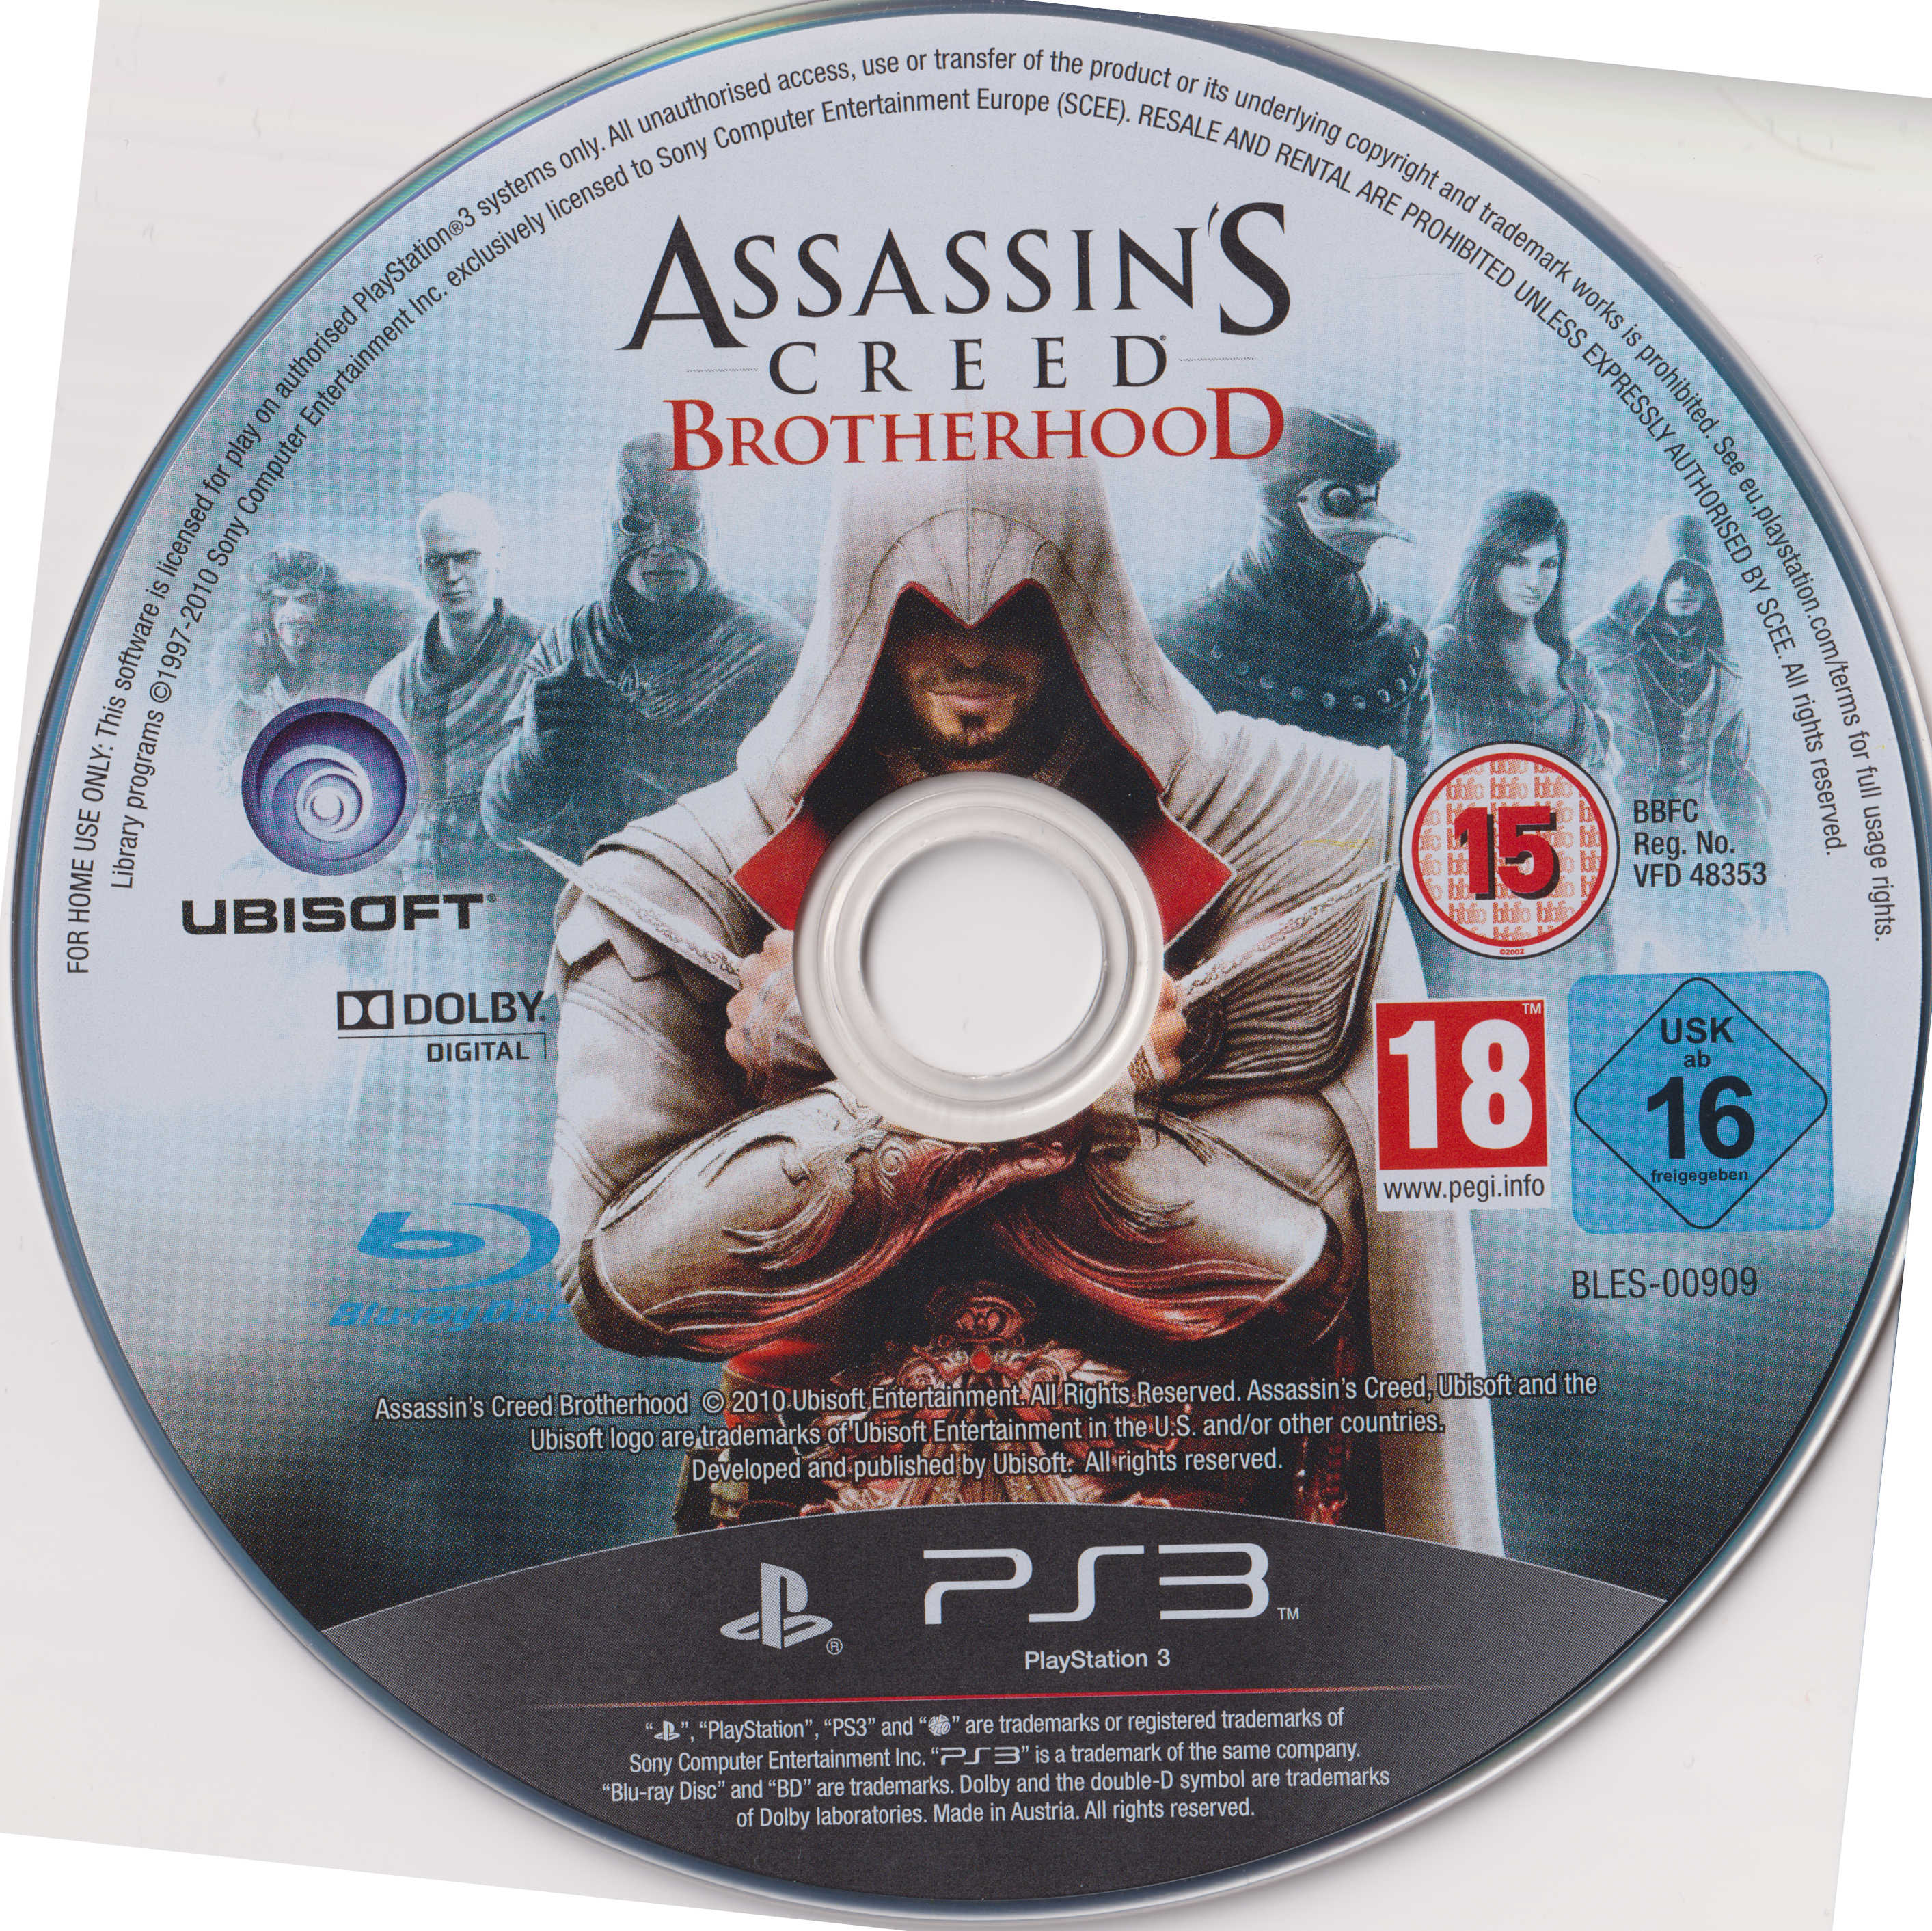 FOR HOME USE ONLY: This software is licensed for play on authorised PlayStation®3 systems only. All unauthorised access, use or transfer of the product or its underlying copyright and trademark works is prohibited. See eu.playstation.com/terms for full usage rights.
Library programs ©1997-2010 Sony Computer Entertainment Inc. exclusively licensed to Sony Computer Entertainment Europe (SCEE). RESALE AND RENTAL ARE PROHIBITED UNLESS EXPRESSLY AUTHORISED BY SCEE. All rights reserved.
ASSASSIN'S
CREED®
BROTHERHOOD
UBISOFT®
15
©2002
BBFC
Reg. No.
VFD 48353
DOLBY®
DIGITAL
18™
www.pegi.info
USK
ab
16
freigegeben
Blu-ray Disc
BLES-00909
Assassin's Creed Brotherhood © 2010 Ubisoft Entertainment. All Rights Reserved. Assassin's Creed, Ubisoft and the
Ubisoft logo are trademarks of Ubisoft Entertainment in the U.S. and/or other countries.
Developed and published by Ubisoft. All rights reserved.
® PS3™
PlayStation 3
“ ”, “PlayStation”, “PS3” and “ ” are trademarks or registered trademarks of
Sony Computer Entertainment Inc. “PS3” is a trademark of the same company.
“Blu-ray Disc” and “BD” are trademarks. Dolby and the double-D symbol are trademarks
of Dolby laboratories. Made in Austria. All rights reserved.